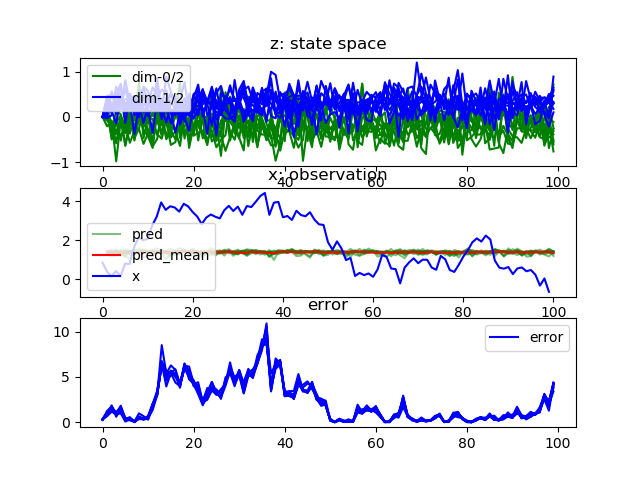 z: state space
1
0
−1
dim-0/2
dim-1/2
0 20 40 60 80 100
x: observation
4
2
0
pred
pred_mean
x
0 20 40 60 80 100
error
10
5
0
error
0 20 40 60 80 100